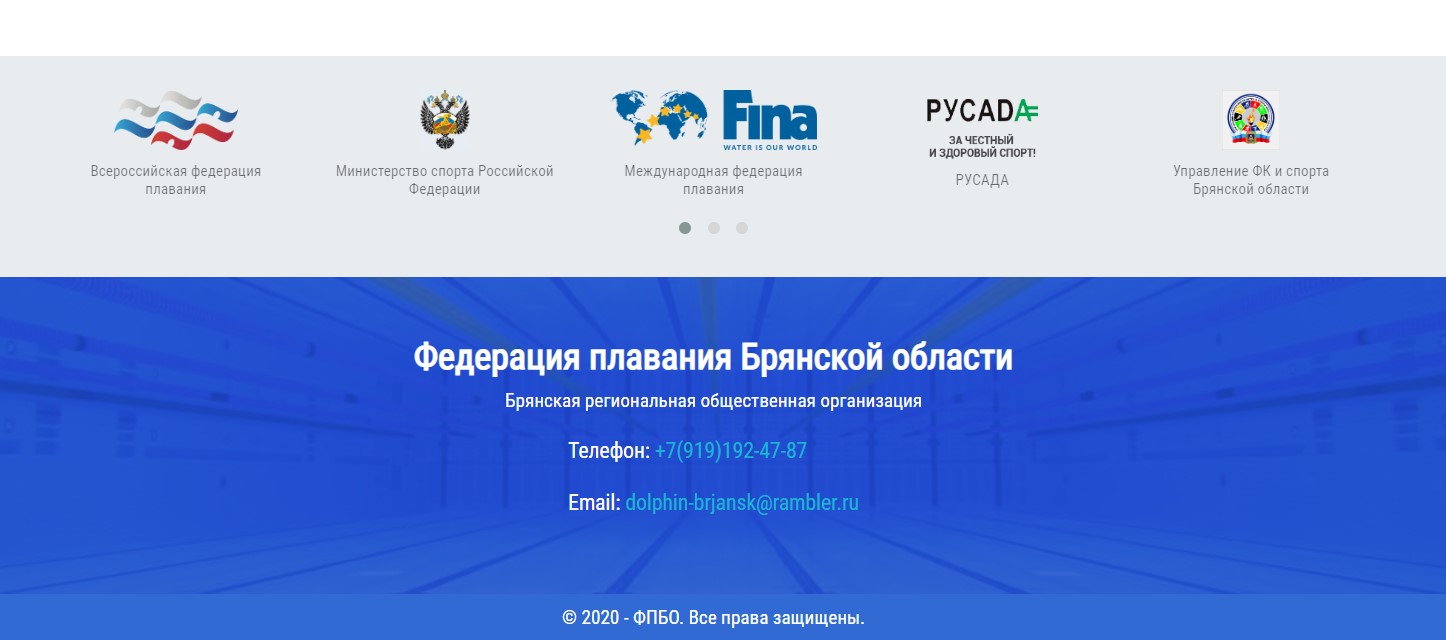 Fina
WATER IS OUR WORLD
РУСАДА
ЗА ЧЕСТНЫЙ
И ЗДОРОВЫЙ СПОРТ!
Всероссийская федерация
плавания
Министерство спорта Российской
Федерации
Международная федерация
плавания
РУСАДА
Управление ФК и спорта
Брянской области
Федерация плавания Брянской области
Брянская региональная общественная организация
Телефон: +7(919)192-47-87
Email: dolphin-brjansk@rambler.ru
© 2020 - ФПБО. Все права защищены.